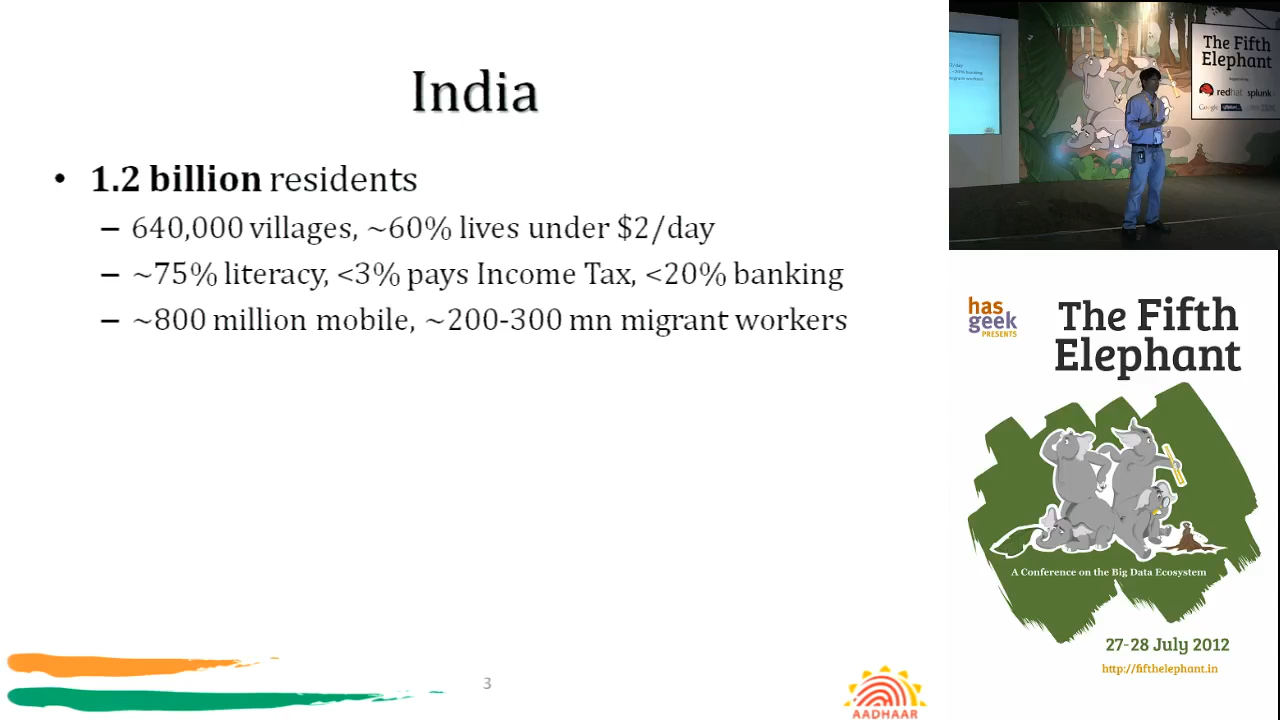 India
• 1.2 billion residents
– 640,000 villages, ~60% lives under $2/day
– ~75% literacy, <3% pays Income Tax, <20% banking
– ~800 million mobile, ~200-300 mn migrant workers
3
AADHAAR
The Fifth
Elephant
redhat splunk
Google
has
geek
PRESENTS
The Fifth
Elephant
A Conference on the Big Data Ecosystem
27-28 July 2012
http://fifthelephant.in